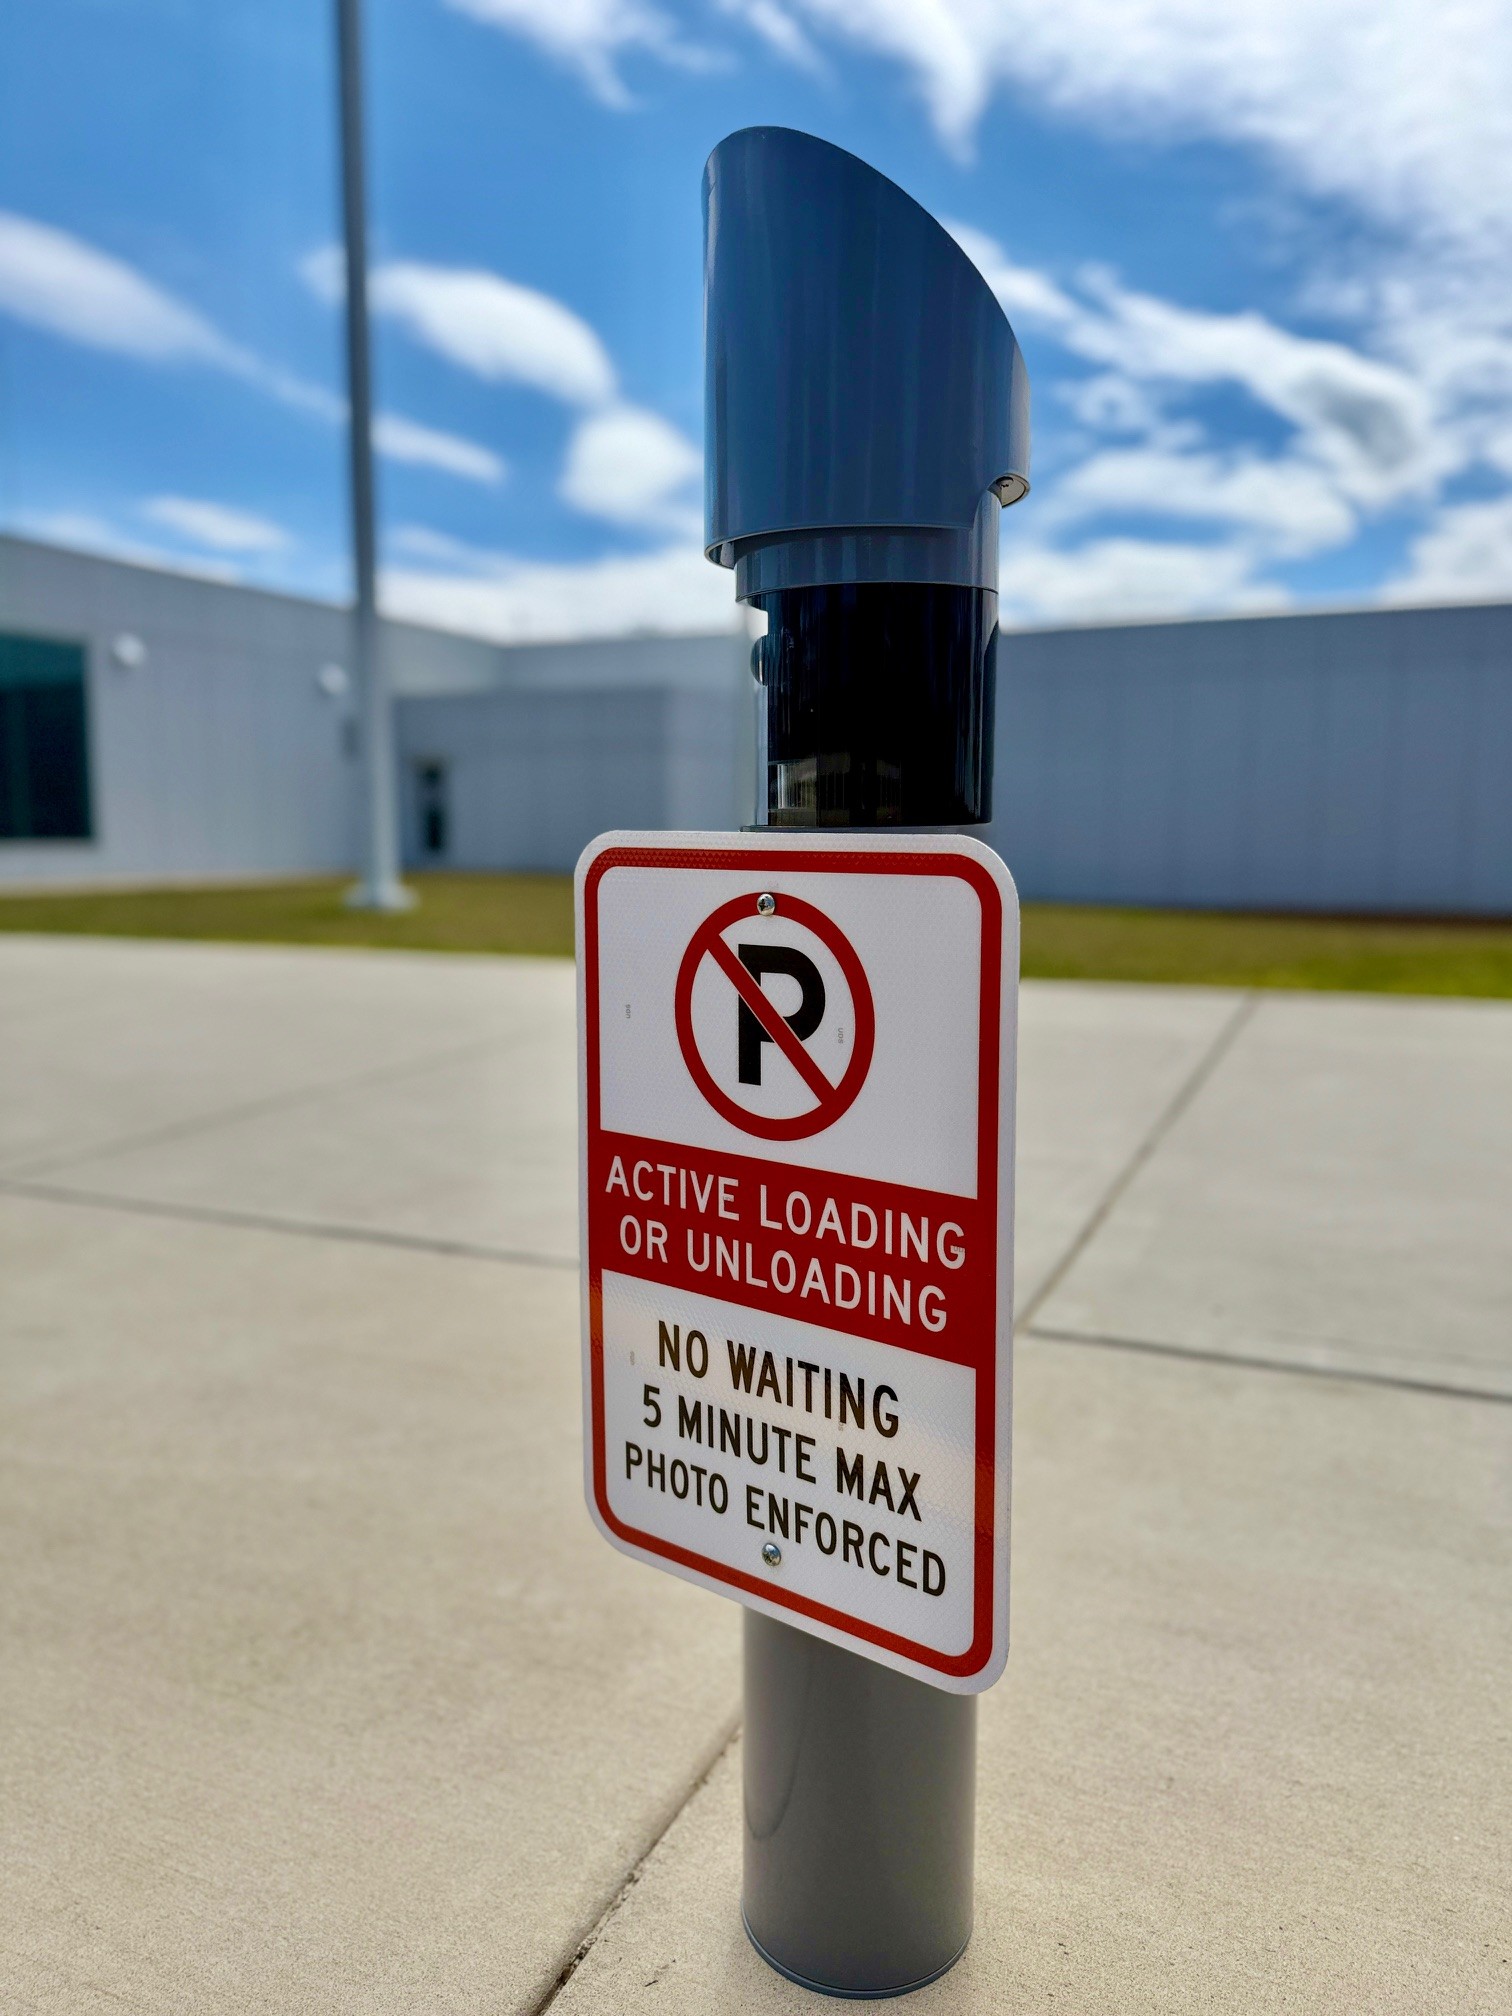 P
ACTIVE LOADING
OR UNLOADING
NO WAITING
5 MINUTE MAX
PHOTO ENFORCED